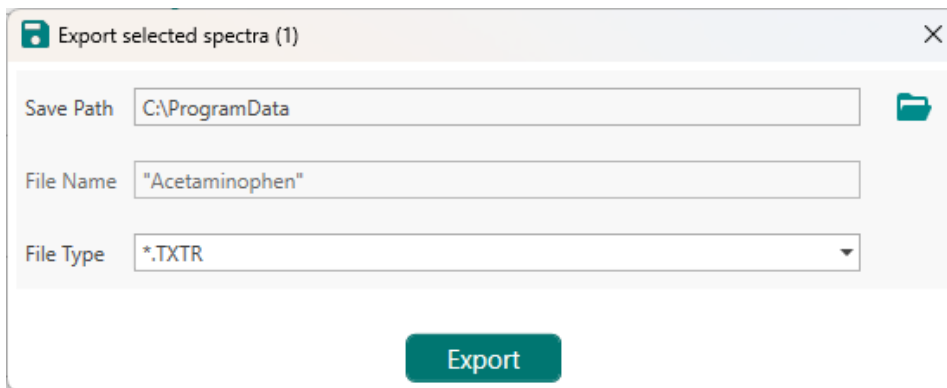 Export selected spectra (1)
Save Path C:\ProgramData
File Name "Acetaminophen"
File Type *.TXTR
Export